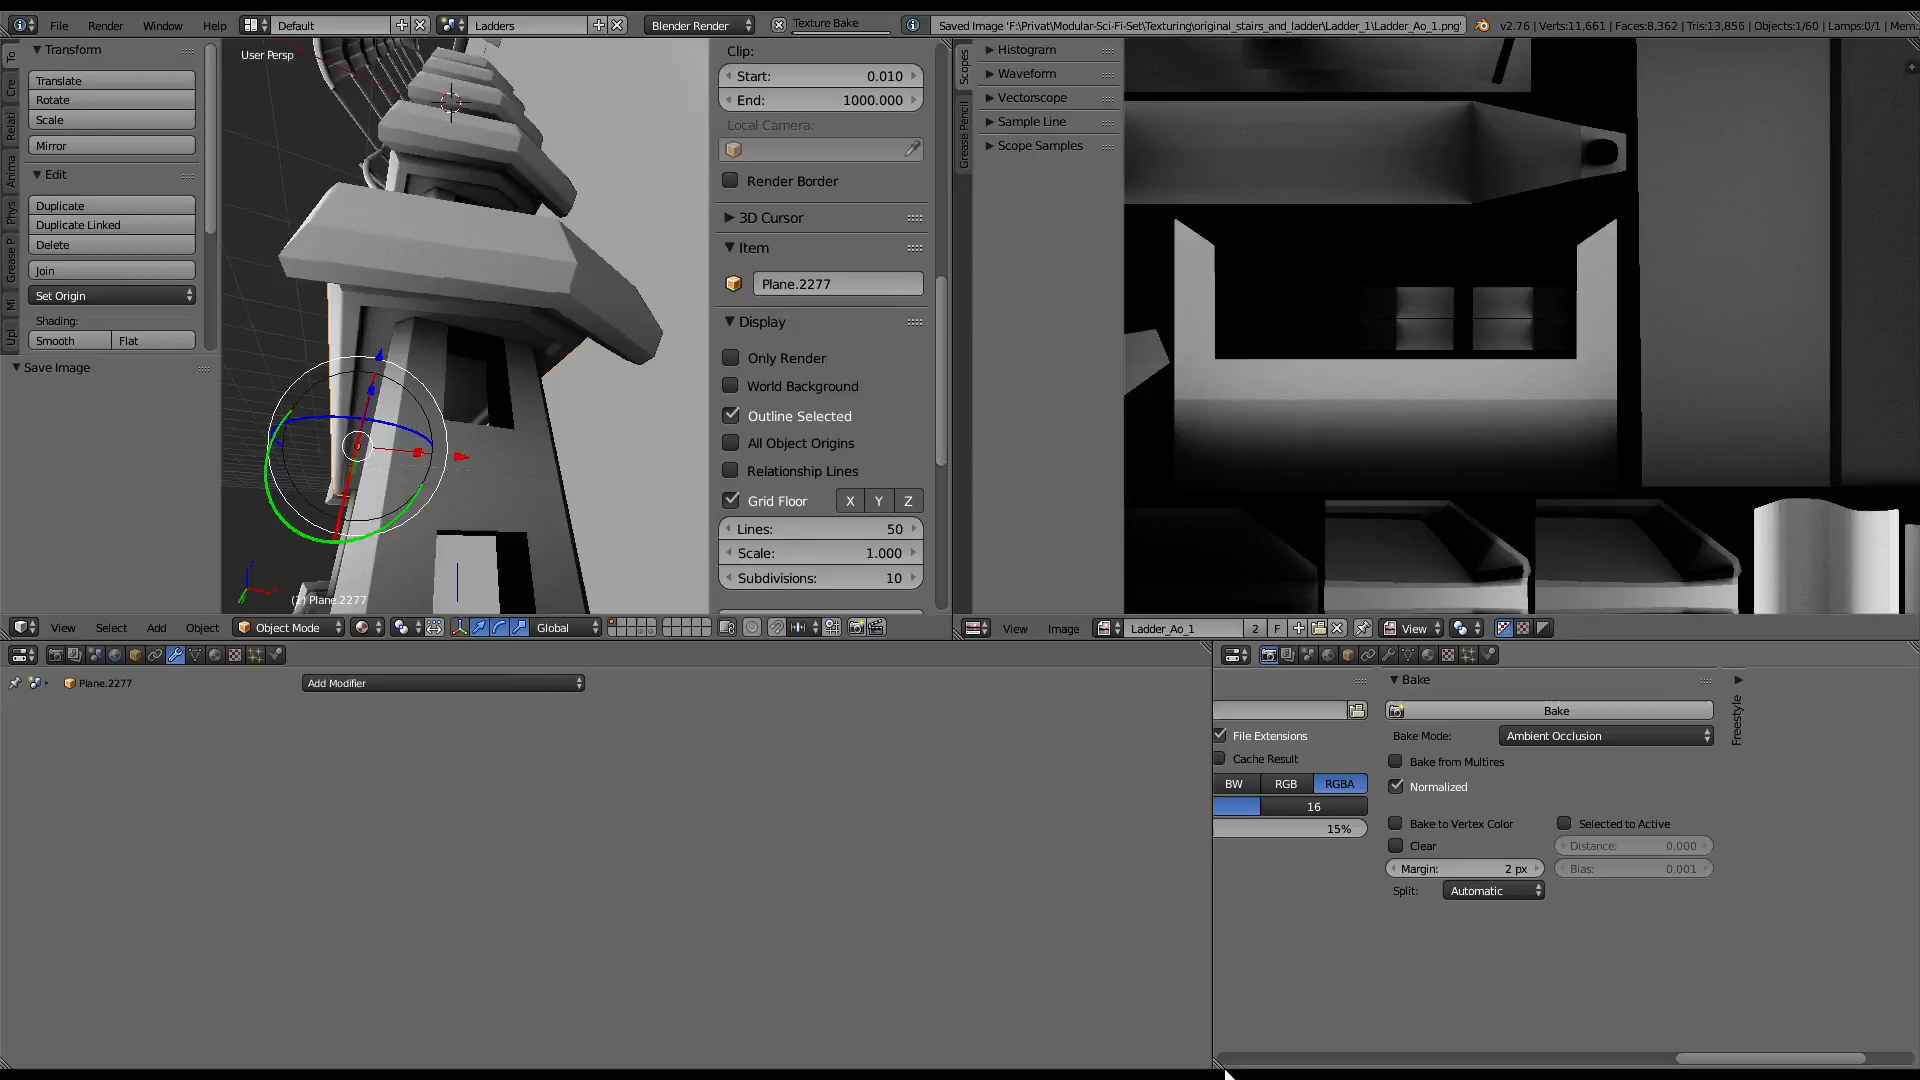 File Render Window Help Default Ladders Blender Render Texture Bake Saved Image 'F:\Privat\Modular-Sci-Fi-Set\Texturing\original_stairs_and_ladder\Ladder_1\Ladder_Ao_1.png' v2.76 | Verts:11,661 | Faces:8,362 | Tris:13,856 | Objects:1/60 | Lamps:0/1 | Mem:
Transform
Translate
Rotate
Scale
Mirror
Edit
Duplicate
Duplicate Linked
Delete
Join
Set Origin
Shading:
Smooth Flat
Save Image
To
Cre
Relati
Anima
Phys
Grease P
Mi
Upl
User Persp
(1) Plane.2277
Clip:
Start: 0.010
End: 1000.000
Local Camera:
Render Border
3D Cursor
Item
Plane.2277
Display
Only Render
World Background
Outline Selected
All Object Origins
Relationship Lines
Grid Floor X Y Z
Lines: 50
Scale: 1.000
Subdivisions: 10
Scopes
Grease Pencil
Histogram
Waveform
Vectorscope
Sample Line
Scope Samples
View Select Add Object Object Mode Global
View Image Ladder_Ao_1 2 F View
Plane.2277 Add Modifier
Bake
Bake
Bake Mode: Ambient Occlusion
File Extensions
Cache Result
BW RGB RGBA
16
15%
Bake from Multires
Normalized
Bake to Vertex Color Selected to Active
Clear Distance: 0.000
Margin: 2 px Bias: 0.001
Split: Automatic
Freestyle